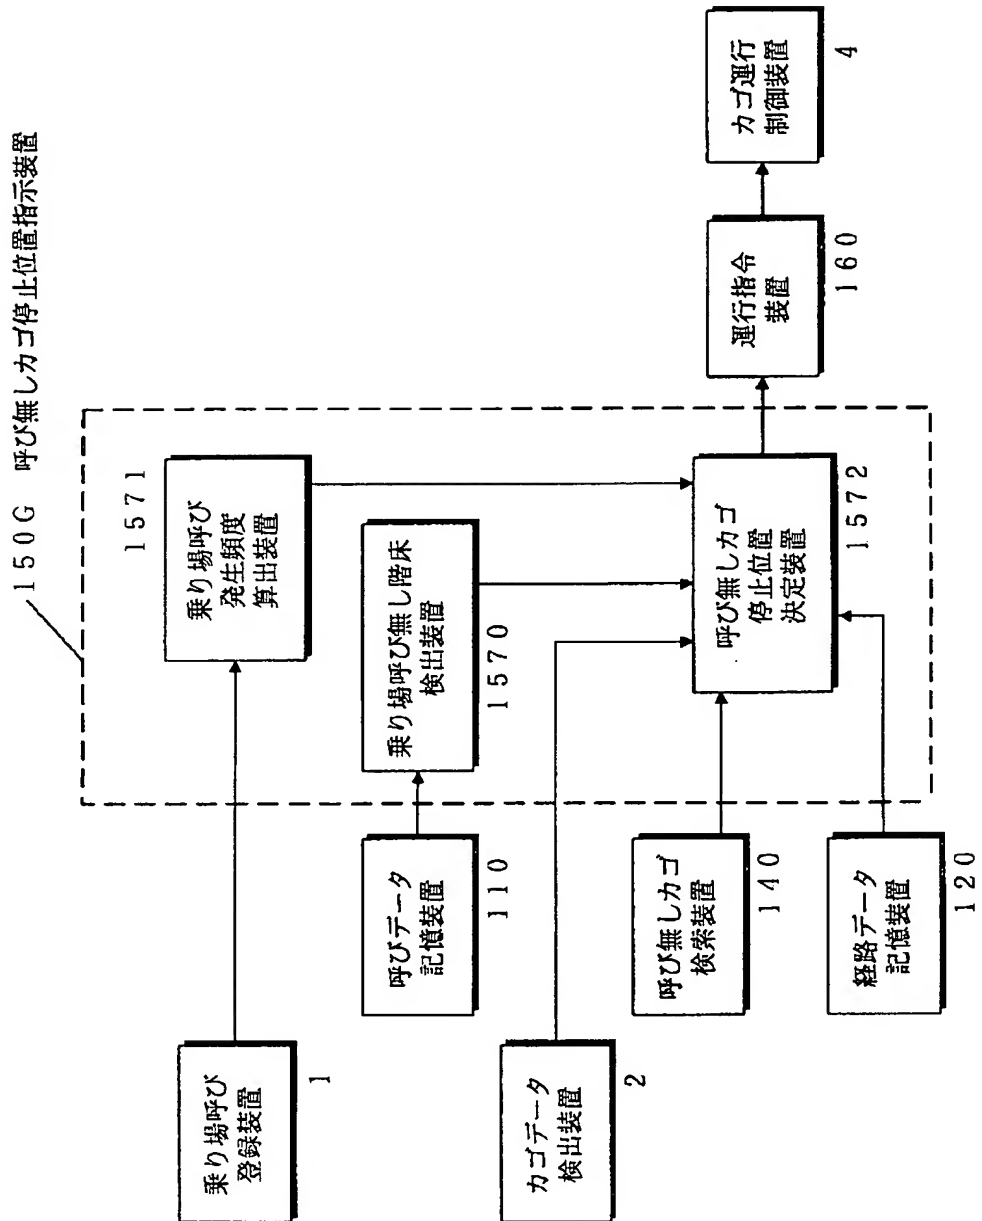 150G 呼び無しカゴ停止位置指示装置
乗り場呼び
登録装置
1
乗り場呼び
発生頻度
算出装置
1571
呼びデータ
記憶装置
110
乗り場呼び無し階床
検出装置
1570
カゴデータ
検出装置
2
呼び無しカゴ
検索装置
140
経路データ
記憶装置
120
呼び無しカゴ
停止位置
決定装置
1572
運行指令
装置
160
カゴ運行
制御装置
4